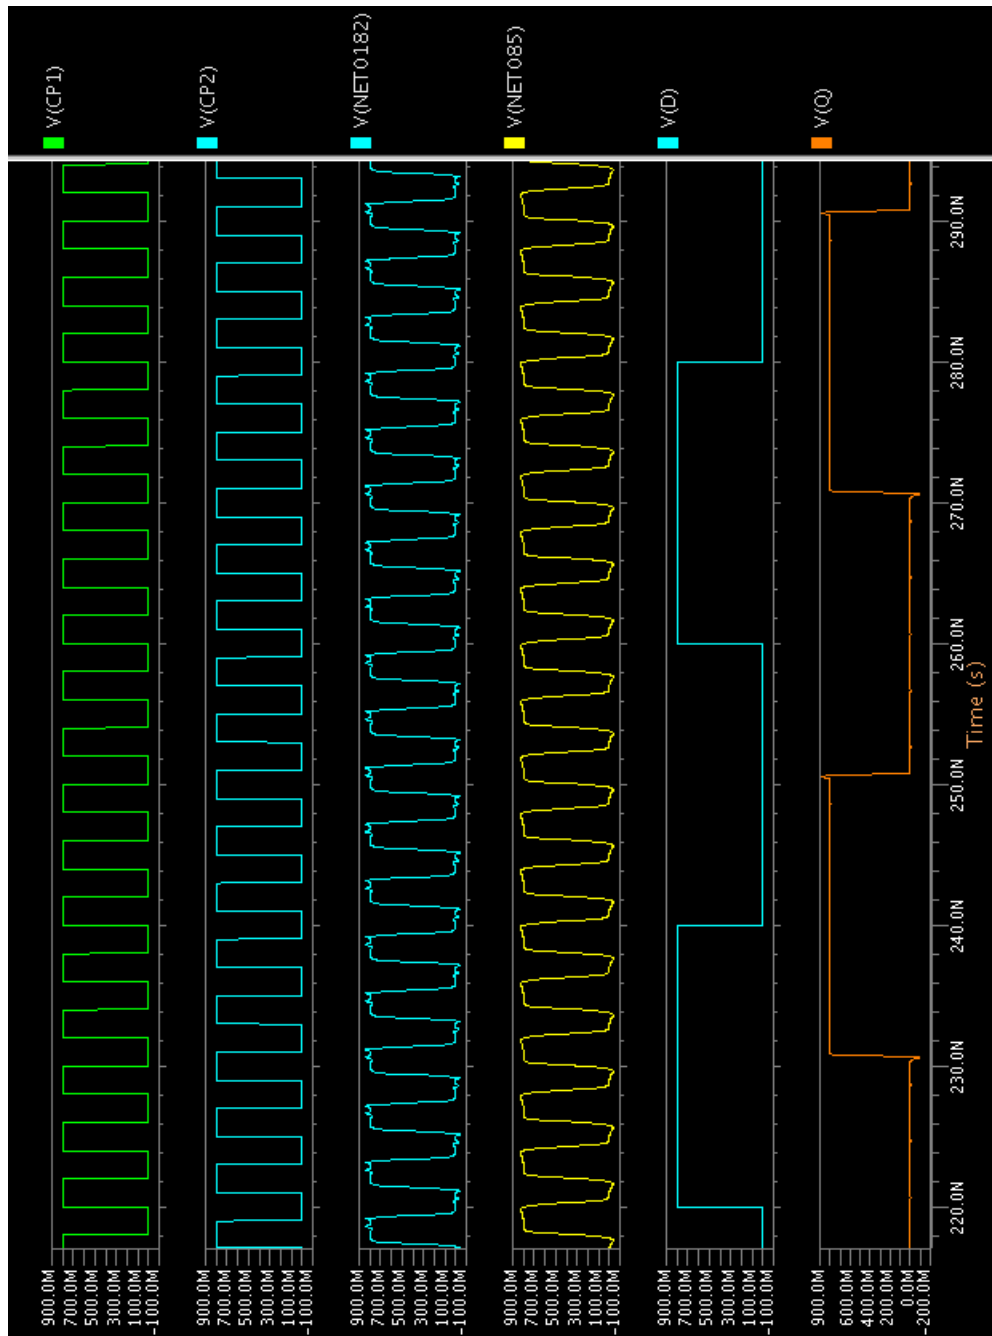 900.0M
700.0M
500.0M
300.0M
100.0M
-100.0M
V(CP1)
900.0M
700.0M
500.0M
300.0M
100.0M
-100.0M
V(CP2)
900.0M
700.0M
500.0M
300.0M
100.0M
-100.0M
V(NET0182)
900.0M
700.0M
500.0M
300.0M
100.0M
-100.0M
V(NET085)
900.0M
700.0M
500.0M
300.0M
100.0M
-100.0M
V(D)
900.0M
600.0M
400.0M
200.0M
0.0M
-200.0M
V(Q)
220.0N 230.0N 240.0N 250.0N 260.0N 270.0N 280.0N 290.0N
Time (s)